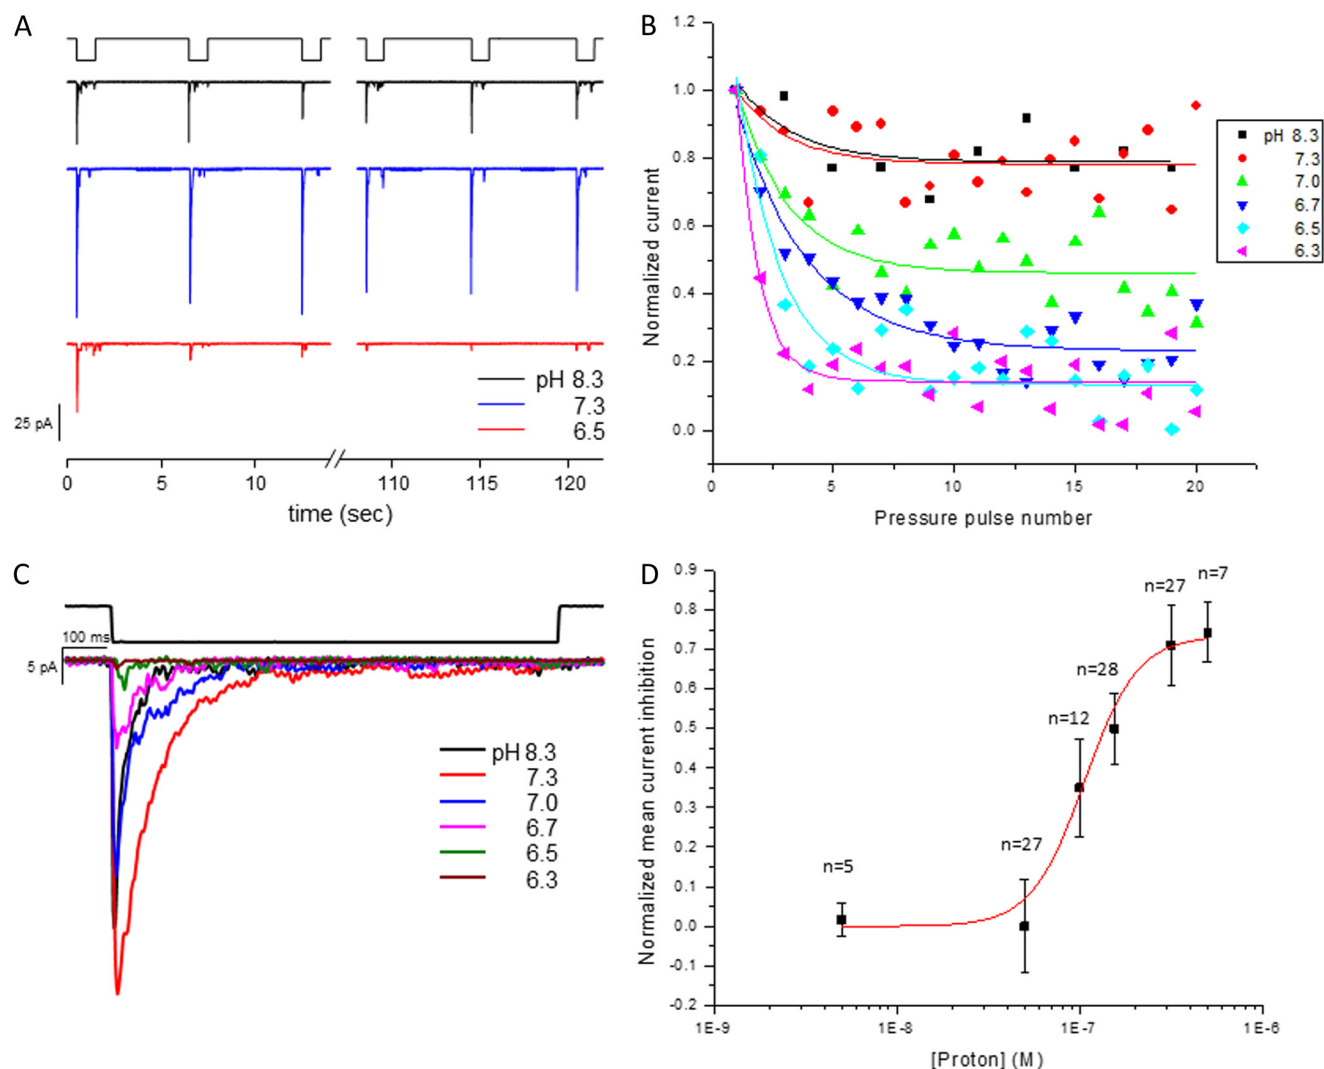 A
pH 8.3
7.3
6.5
25 pA
0 5 10 110 115 120
time (sec)
B
Normalized current
1.2
1.0
0.8
0.6
0.4
0.2
0.0
0 5 10 15 20
Pressure pulse number
pH 8.3
7.3
7.0
6.7
6.5
6.3
C
100 ms
5 pA
pH 8.3
7.3
7.0
6.7
6.5
6.3
D
Normalized mean current inhibition
0.9
0.8
0.7
0.6
0.5
0.4
0.3
0.2
0.1
0.0
-0.1
-0.2
n=5
n=27
n=12
n=28
n=27
n=7
1E-9 1E-8 1E-7 1E-6
[Proton] (M)